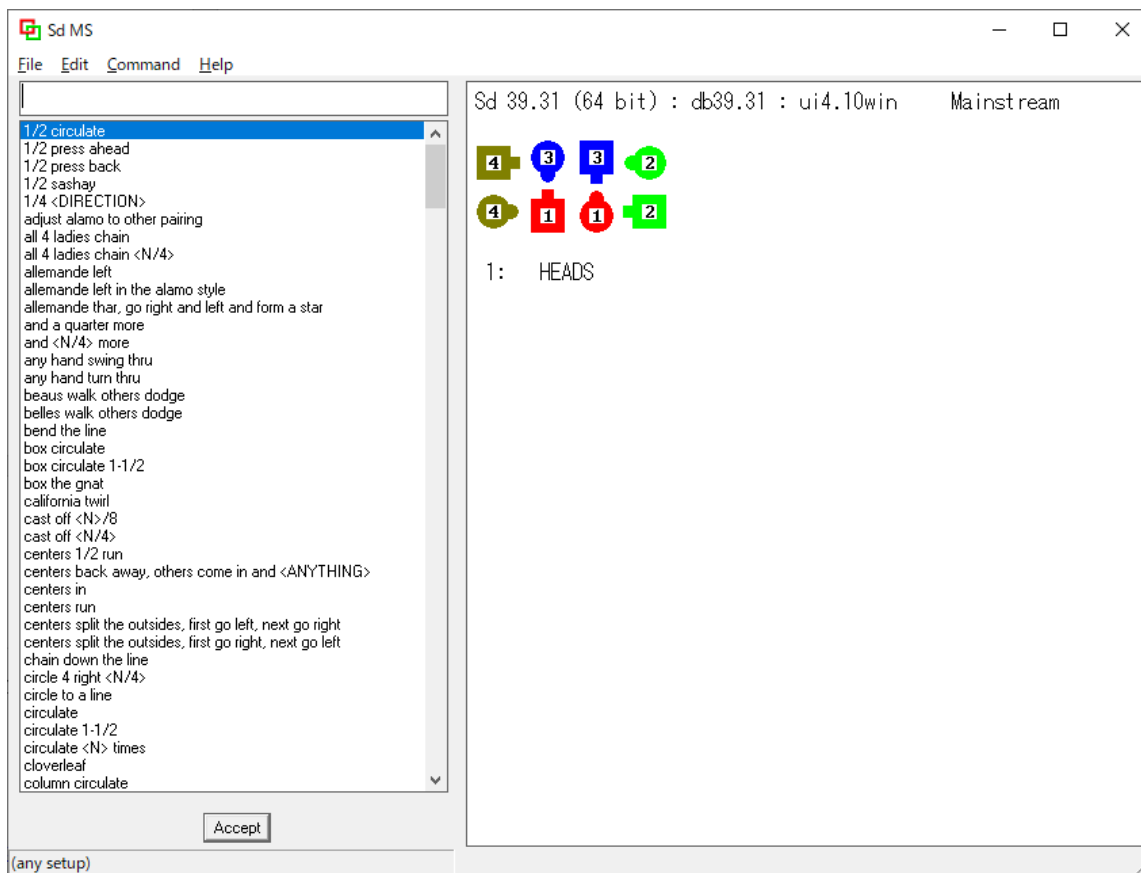 Sd MS
File Edit Command Help
Sd 39.31 (64 bit) : db39.31 : ui4.10win Mainstream
4 3 3 2
4 1 1 2
1: HEADS
1/2 circulate
1/2 press ahead
1/2 press back
1/2 sashay
1/4 <DIRECTION>
adjust alamo to other pairing
all 4 ladies chain
all 4 ladies chain <N/4>
allemande left
allemande left in the alamo style
allemande thar, go right and left and form a star
and a quarter more
and <N/4> more
any hand swing thru
any hand turn thru
beaus walk others dodge
belles walk others dodge
bend the line
box circulate
box circulate 1-1/2
box the gnat
california twirl
cast off <N>/8
cast off <N/4>
centers 1/2 run
centers back away, others come in and <ANYTHING>
centers in
centers run
centers split the outsides, first go left, next go right
centers split the outsides, first go right, next go left
chain down the line
circle 4 right <N/4>
circle to a line
circulate
circulate 1-1/2
circulate <N> times
cloverleaf
column circulate
Accept
(any setup)